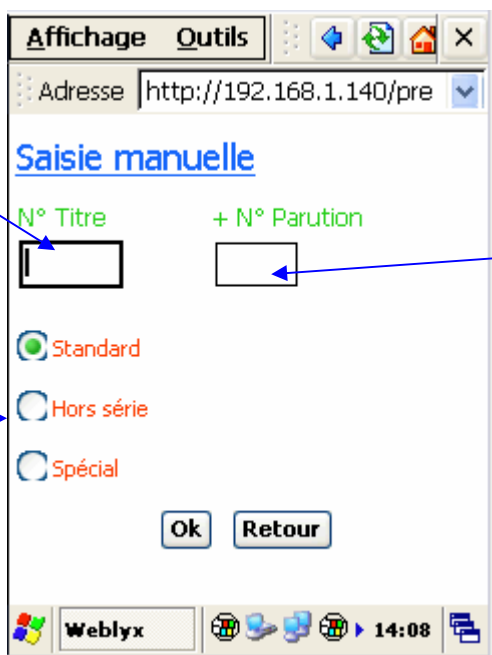 Affichage Outils
Adresse http://192.168.1.140/pre
Saisie manuelle
N° Titre + N° Parution
Standard
Hors série
Spécial
Ok Retour
Weblyx 14:08